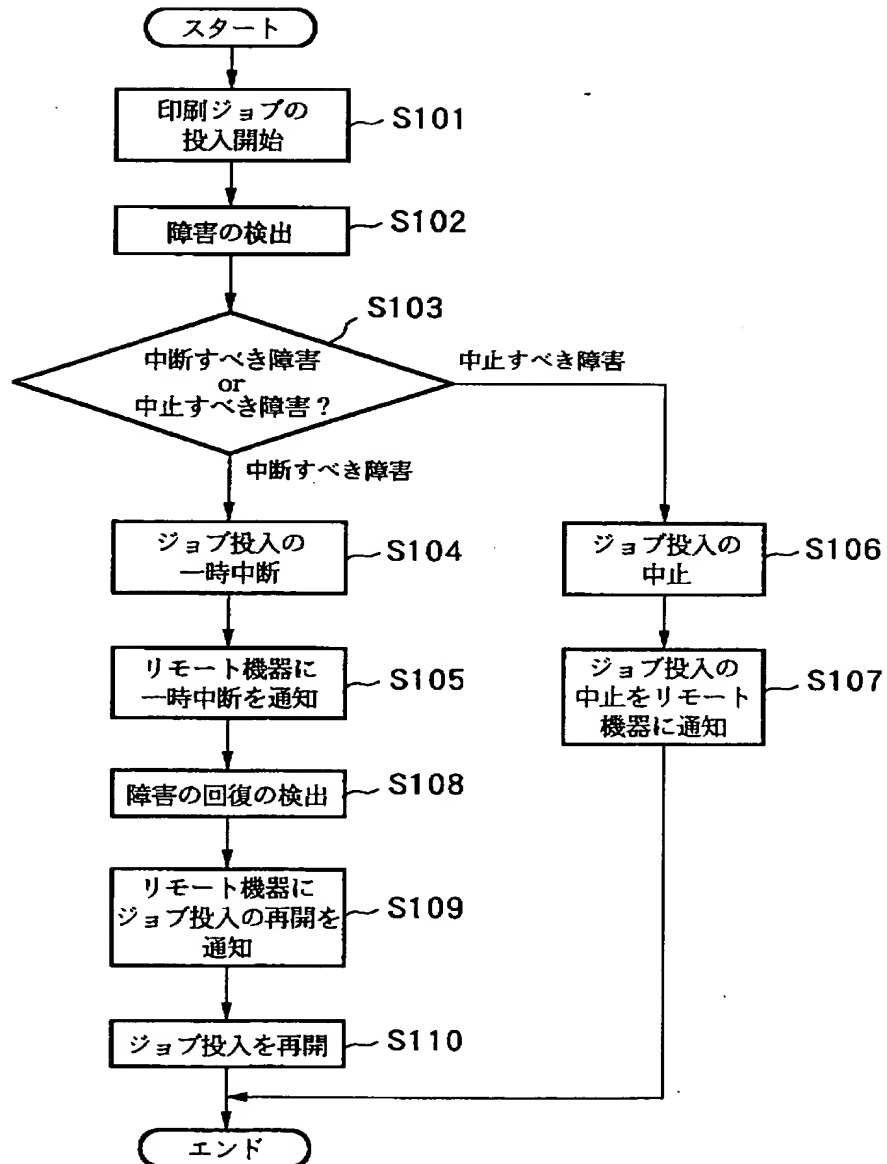 スタート
印刷ジョブの
投入開始
S101
障害の検出
S102
S103
中断すべき障害
or
中止すべき障害?
中止すべき障害
中断すべき障害
ジョブ投入の
一時中断
S104
ジョブ投入の
中止
S106
リモート機器に
一時中断を通知
S105
ジョブ投入の
中止をリモート
機器に通知
S107
障害の回復の検出
S108
リモート機器に
ジョブ投入の再開を
通知
S109
ジョブ投入を再開
S110
エンド